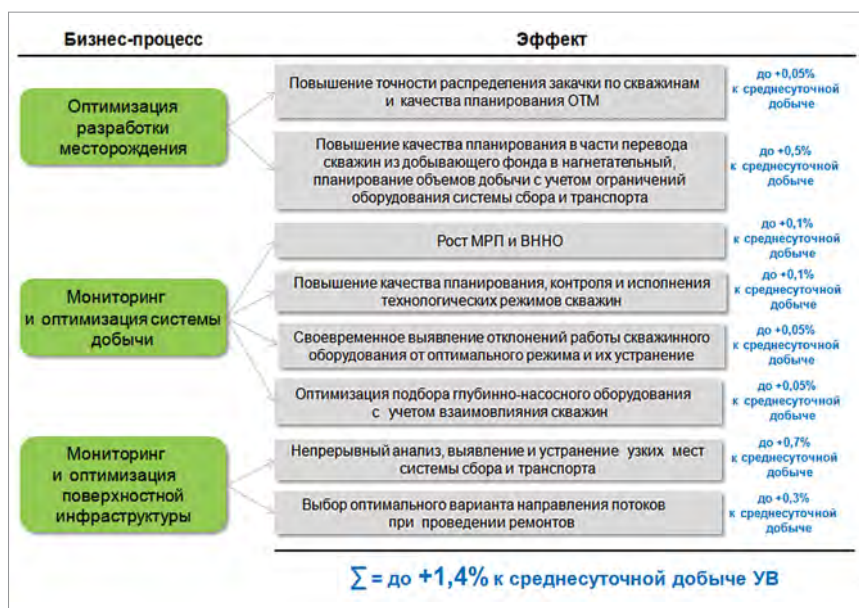 Бизнес-процесс
Эффект
Оптимизация
разработки
месторождения
Повышение точности распределения закачки по скважинам
и качества планирования ОТМ
до +0,05%
к среднесуточной
добыче
Повышение качества планирования в части перевода
скважин из добывающего фонда в нагнетательный,
планирование объемов добычи с учетом ограничений
оборудования системы сбора и транспорта
до +0,5%
к среднесуточной
добыче
Мониторинг
и оптимизация системы
добычи
Рост МРП и ВННО
до +0,1%
к среднесуточной
добыче
Повышение качества планирования, контроля и исполнения
технологических режимов скважин
до +0,1%
к среднесуточной
добыче
Своевременное выявление отклонений работы скважинного
оборудования от оптимального режима и их устранение
до +0,05%
к среднесуточной
добыче
Оптимизация подбора глубинно-насосного оборудования
с учетом взаимовлияния скважин
до +0,05%
к среднесуточной
добыче
Мониторинг
и оптимизация
поверхностной
инфраструктуры
Непрерывный анализ, выявление и устранение узких мест
системы сбора и транспорта
до +0,7%
к среднесуточной
добыче
Выбор оптимального варианта направления потоков
при проведении ремонтов
до +0,3%
к среднесуточной
добыче
∑ = до +1,4% к среднесуточной добыче УВ